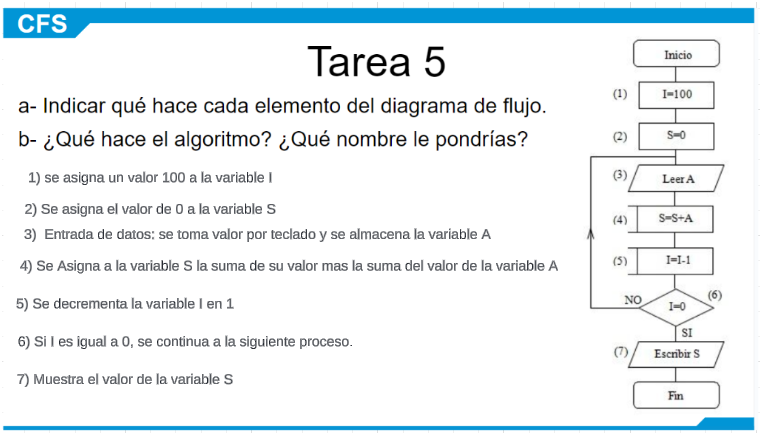 CFS
Tarea 5
a- Indicar qué hace cada elemento del diagrama de flujo.
b- ¿Qué hace el algoritmo? ¿Qué nombre le pondrías?
1) se asigna un valor 100 a la variable I
2) Se asigna el valor de 0 a la variable S
3) Entrada de datos: se toma valor por teclado y se almacena la variable A
4) Se Asigna a la variable S la suma de su valor mas la suma del valor de la variable A
5) Se decrementa la variable I en 1
6) Si I es igual a 0, se continua a la siguiente proceso.
7) Muestra el valor de la variable S
Inicio
(1) I=100
(2) S=0
(3) Leer A
(4) S=S+A
(5) I=I-1
NO I=0 (6)
SI
(7) Escribir S
Fin